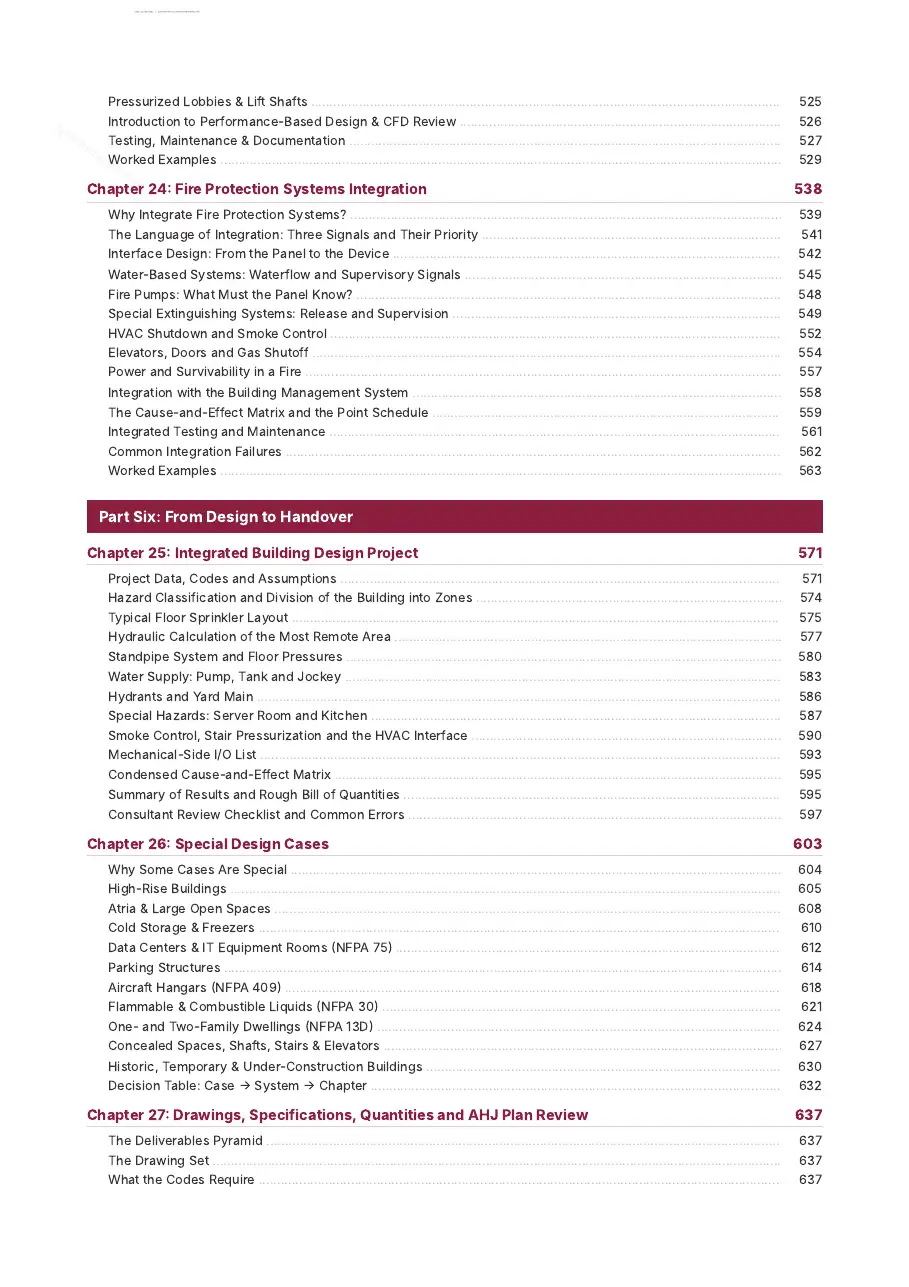 Pressurized Lobbies & Lift Shafts 525
Introduction to Performance-Based Design & CFD Review 526
Testing, Maintenance & Documentation 527
Worked Examples 529
Chapter 24: Fire Protection Systems Integration 538
Why Integrate Fire Protection Systems? 539
The Language of Integration: Three Signals and Their Priority 541
Interface Design: From the Panel to the Device 542
Water-Based Systems: Waterflow and Supervisory Signals 545
Fire Pumps: What Must the Panel Know? 548
Special Extinguishing Systems: Release and Supervision 549
HVAC Shutdown and Smoke Control 552
Elevators, Doors and Gas Shutoff 554
Power and Survivability in a Fire 557
Integration with the Building Management System 558
The Cause-and-Effect Matrix and the Point Schedule 559
Integrated Testing and Maintenance 561
Common Integration Failures 562
Worked Examples 563
Part Six: From Design to Handover
Chapter 25: Integrated Building Design Project 571
Project Data, Codes and Assumptions 571
Hazard Classification and Division of the Building into Zones 574
Typical Floor Sprinkler Layout 575
Hydraulic Calculation of the Most Remote Area 577
Standpipe System and Floor Pressures 580
Water Supply: Pump, Tank and Jockey 583
Hydrants and Yard Main 586
Special Hazards: Server Room and Kitchen 587
Smoke Control, Stair Pressurization and the HVAC Interface 590
Mechanical-Side I/O List 593
Condensed Cause-and-Effect Matrix 595
Summary of Results and Rough Bill of Quantities 595
Consultant Review Checklist and Common Errors 597
Chapter 26: Special Design Cases 603
Why Some Cases Are Special 604
High-Rise Buildings 605
Atria & Large Open Spaces 608
Cold Storage & Freezers 610
Data Centers & IT Equipment Rooms (NFPA 75) 612
Parking Structures 614
Aircraft Hangars (NFPA 409) 618
Flammable & Combustible Liquids (NFPA 30) 621
One- and Two-Family Dwellings (NFPA 13D) 624
Concealed Spaces, Shafts, Stairs & Elevators 627
Historic, Temporary & Under-Construction Buildings 630
Decision Table: Case → System → Chapter 632
Chapter 27: Drawings, Specifications, Quantities and AHJ Plan Review 637
The Deliverables Pyramid 637
The Drawing Set 637
What the Codes Require 637